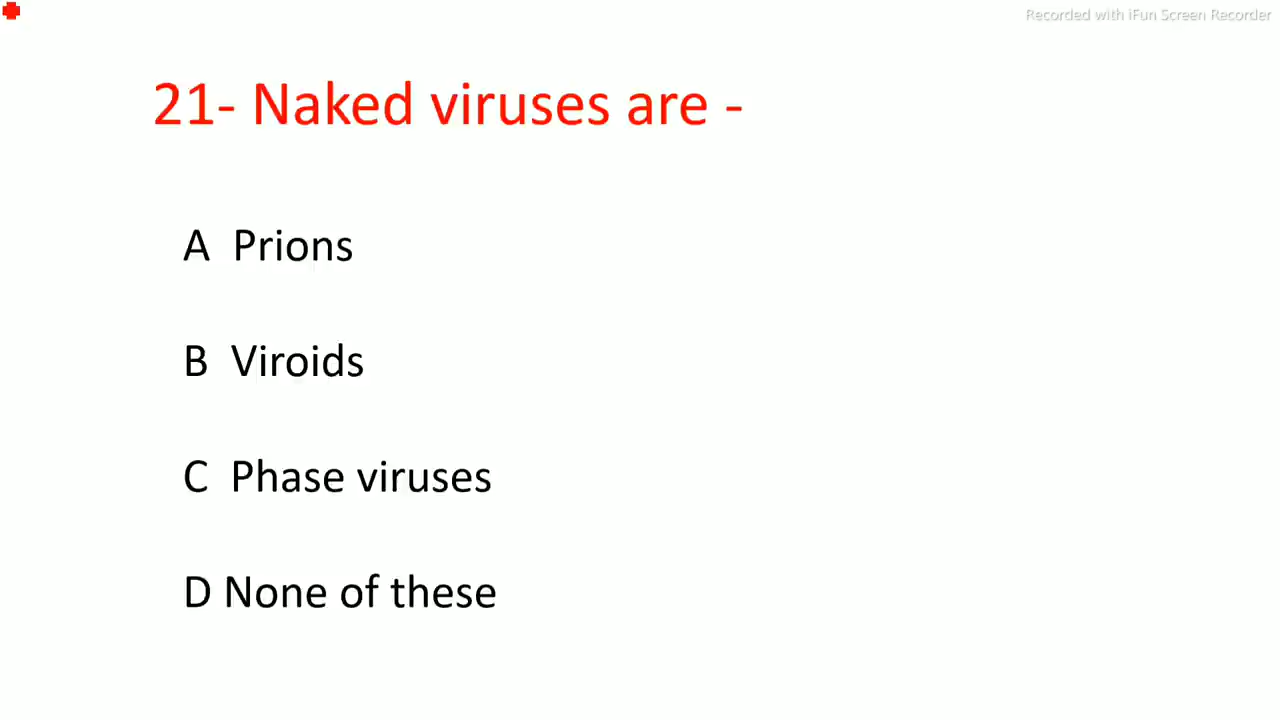 Recorded with iFun Screen Recorder
21- Naked viruses are -
A Prions
B Viroids
C Phase viruses
D None of these